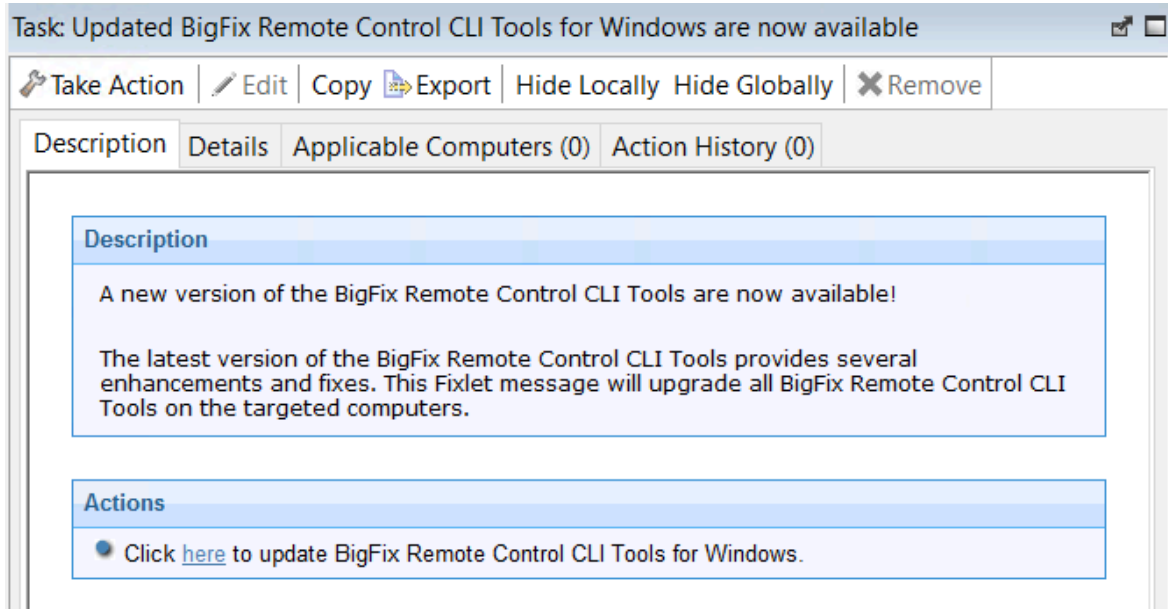 Task: Updated BigFix Remote Control CLI Tools for Windows are now available
Take Action Edit Copy Export Hide Locally Hide Globally Remove
Description Details Applicable Computers (0) Action History (0)
Description
A new version of the BigFix Remote Control CLI Tools are now available!
The latest version of the BigFix Remote Control CLI Tools provides several
enhancements and fixes. This Fixlet message will upgrade all BigFix Remote Control CLI
Tools on the targeted computers.
Actions
Click here to update BigFix Remote Control CLI Tools for Windows.